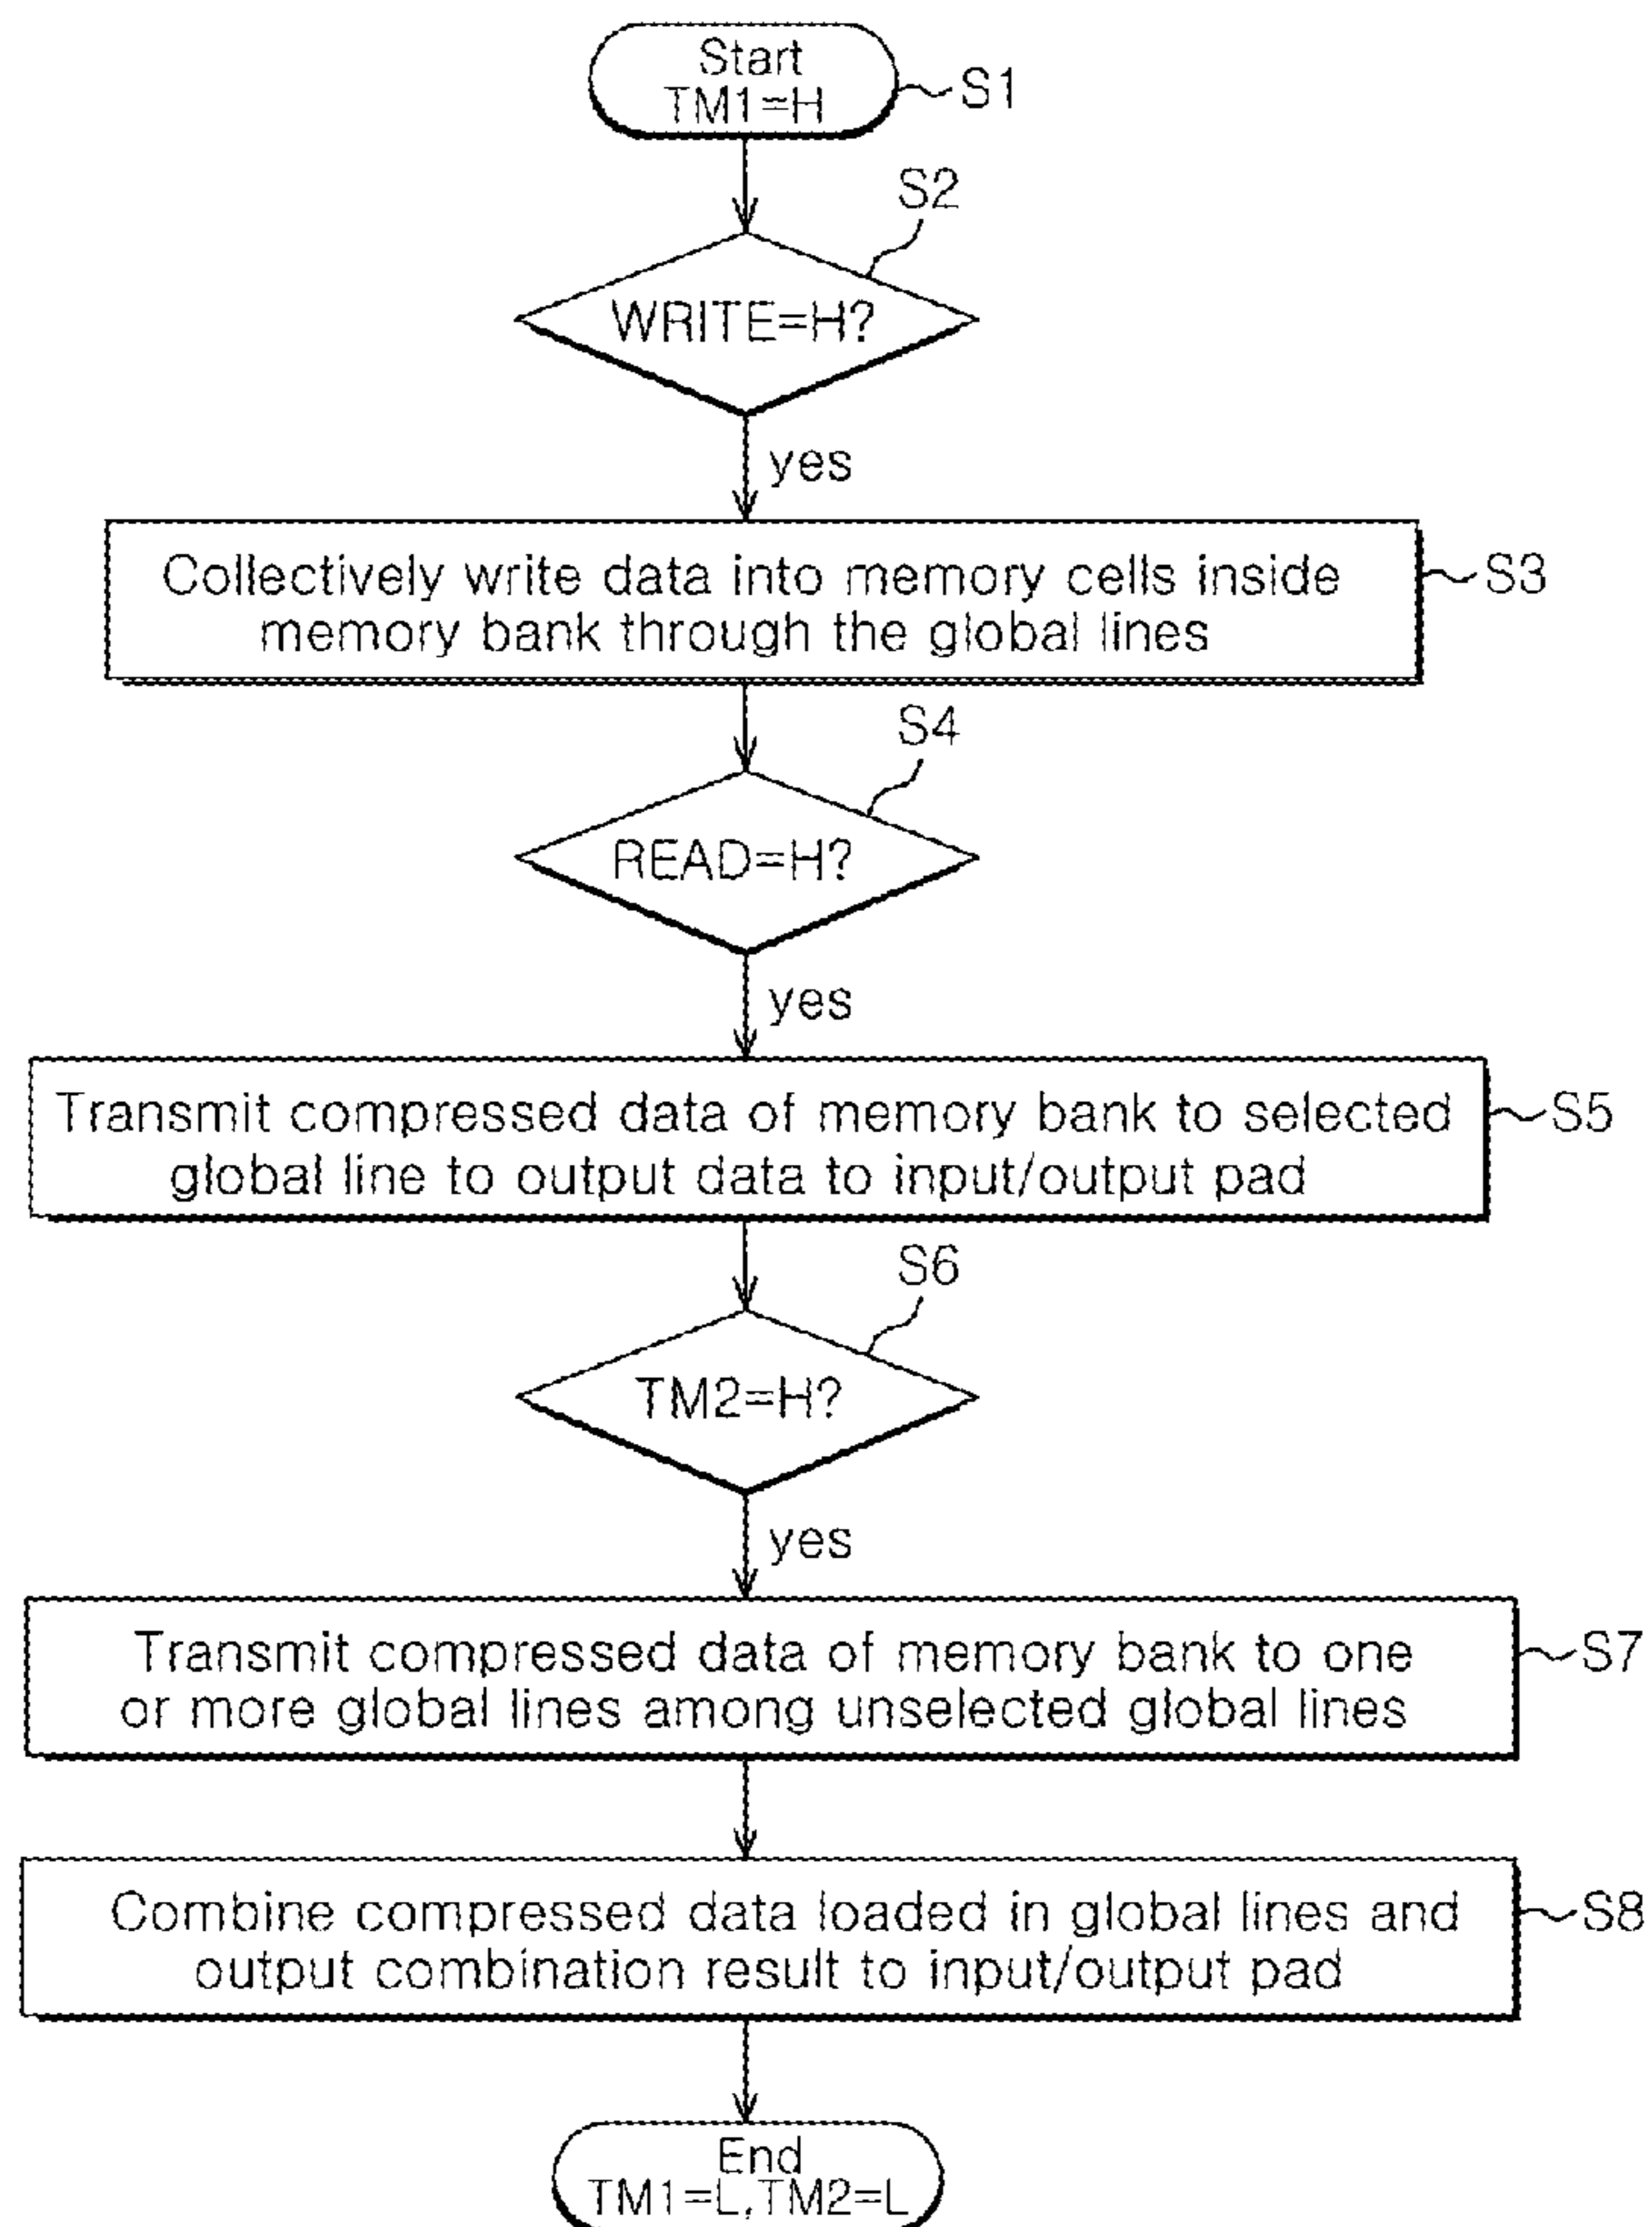 Start
TM1=H
S1
S2
WRITE=H?
yes
Collectively write data into memory cells inside
memory bank through the global lines
S3
S4
READ=H?
yes
Transmit compressed data of memory bank to selected
global line to output data to input/output pad
S5
S6
TM2=H?
yes
Transmit compressed data of memory bank to one
or more global lines among unselected global lines
S7
Combine compressed data loaded in global lines and
output combination result to input/output pad
S8
End
TM1=L,TM2=L